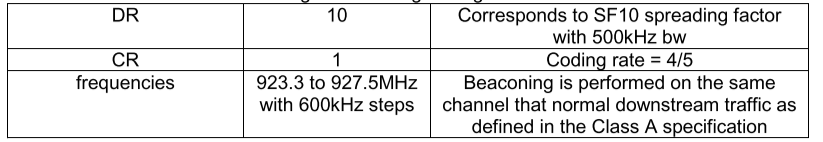 DR 10 Corresponds to SF10 spreading factor
with 500kHz bw
CR 1 Coding rate = 4/5
frequencies 923.3 to 927.5MHz Beaconing is performed on the same
with 600kHz steps channel that normal downstream traffic as
defined in the Class A specification